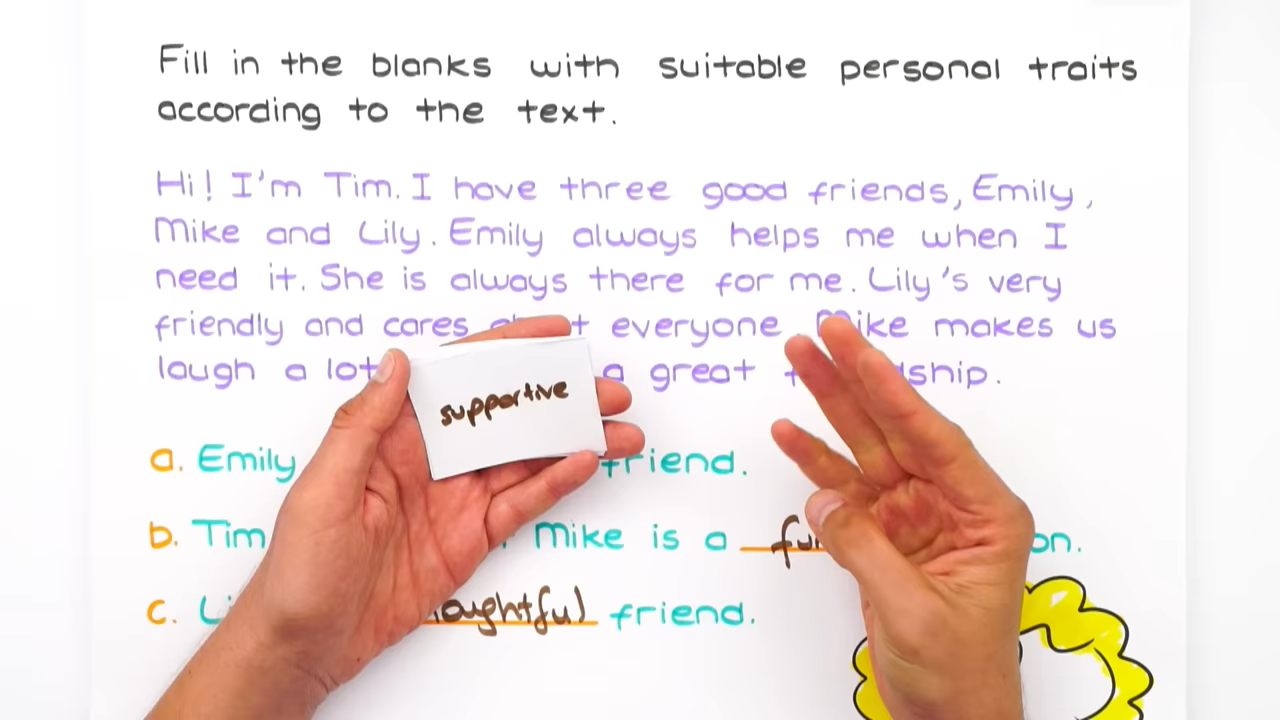 Fill in the blanks with suitable personal traits
according to the text.
Hi! I'm Tim. I have three good friends, Emily,
Mike and Lily. Emily always helps me when I
need it. She is always there for me. Lily's very
friendly and cares everyone. Mike makes us
laugh a lot a great
supportive
a. Emily friend.
b. Tim Mike is a
c. friend.